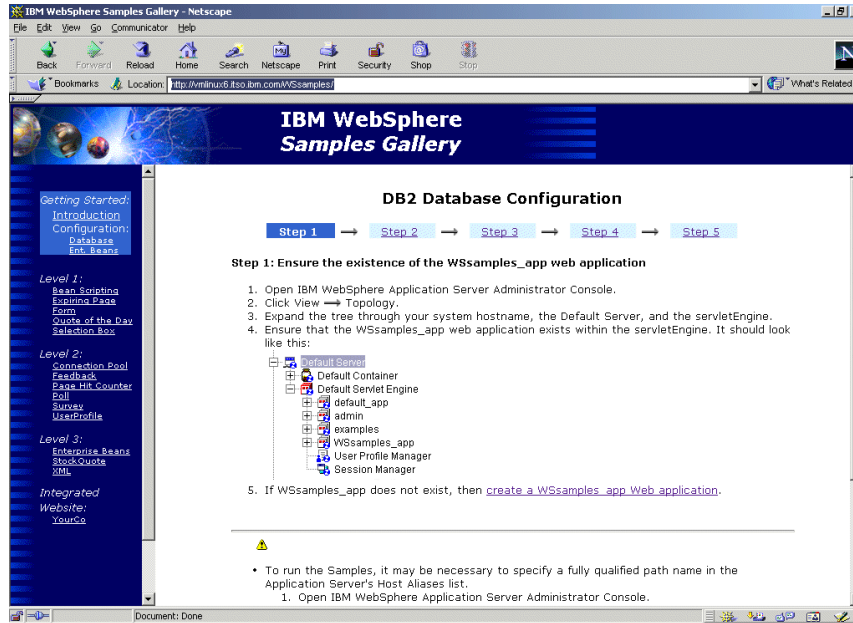 IBM WebSphere Samples Gallery - Netscape
File Edit View Go Communicator Help
Back Forward Reload Home Search Netscape Print Security Shop Stop
Bookmarks Location: http://vmlinux6.itso.ibm.com/WSsamples/ What's Related
IBM WebSphere
Samples Gallery
Getting Started:
Introduction
Configuration:
Database
Ent. Beans
Level 1:
Bean Scripting
Expiring Page
Form
Quote of the Day
Selection Box
Level 2:
Connection Pool
Feedback
Page Hit Counter
Poll
Survey
UserProfile
Level 3:
Enterprise Beans
StockQuote
XML
Integrated
Website:
YourCo
DB2 Database Configuration
Step 1 → Step 2 → Step 3 → Step 4 → Step 5
Step 1: Ensure the existence of the WSsamples_app web application
1. Open IBM WebSphere Application Server Administrator Console.
2. Click View → Topology.
3. Expand the tree through your system hostname, the Default Server, and the servletEngine.
4. Ensure that the WSsamples_app web application exists within the servletEngine. It should look
like this:
Default Server
Default Container
Default Servlet Engine
default_app
admin
examples
WSsamples_app
User Profile Manager
Session Manager
5. If WSsamples_app does not exist, then create a WSsamples_app Web application.
• To run the Samples, it may be necessary to specify a fully qualified path name in the
Application Server's Host Aliases list.
1. Open IBM WebSphere Application Server Administrator Console.
Document: Done